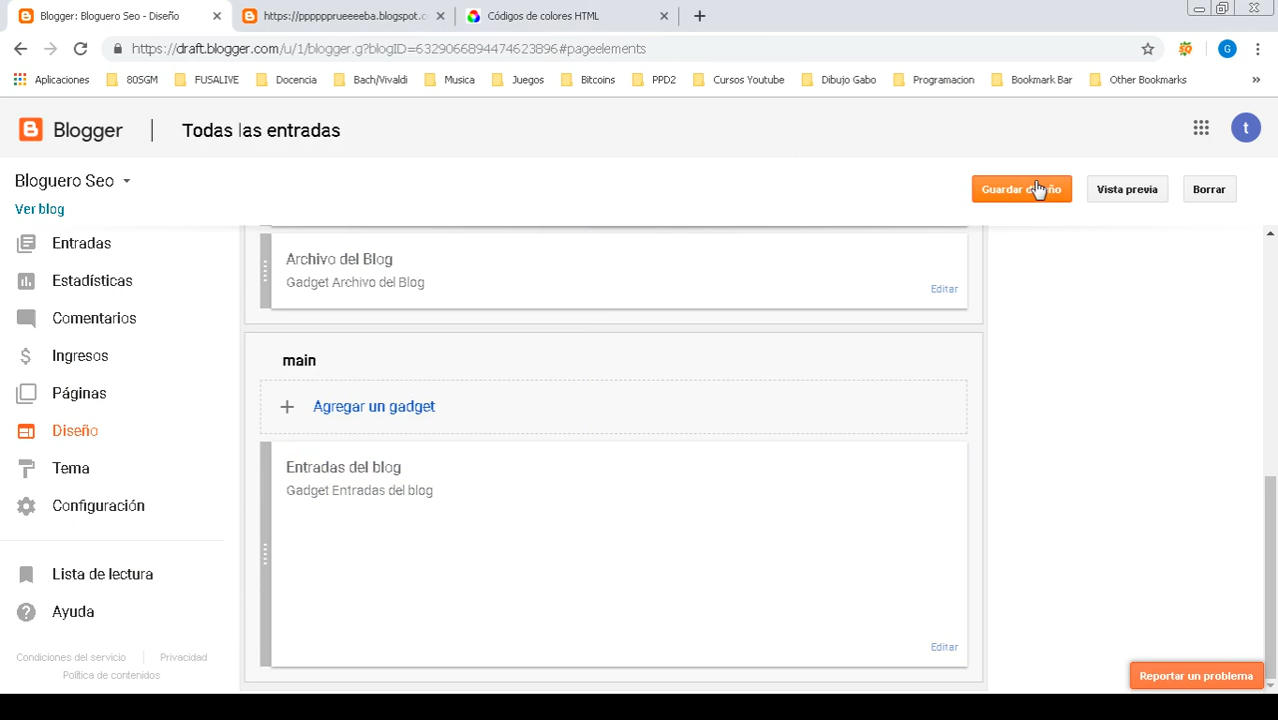 Blogger: Bloguero Seo - Diseño
https://ppppppprueeeeba.blogspot.c
Códigos de colores HTML
https://draft.blogger.com/u/1/blogger.g?blogID=6329066894474623896#pageelements
G
Aplicaciones
80SGM
FUSALIVE
Docencia
Bach/Vivaldi
Musica
Juegos
Bitcoins
PPD2
Cursos Youtube
Dibujo Gabo
Programacion
Bookmark Bar
Other Bookmarks
»
Blogger
Todas las entradas
t
Bloguero Seo
Ver blog
Guardar
Vista previa
Borrar
Entradas
Estadísticas
Comentarios
Ingresos
Páginas
Diseño
Tema
Configuración
Lista de lectura
Ayuda
Condiciones del servicio
Privacidad
Política de contenidos
Archivo del Blog
Gadget Archivo del Blog
Editar
main
Agregar un gadget
Entradas del blog
Gadget Entradas del blog
Editar
Reportar un problema